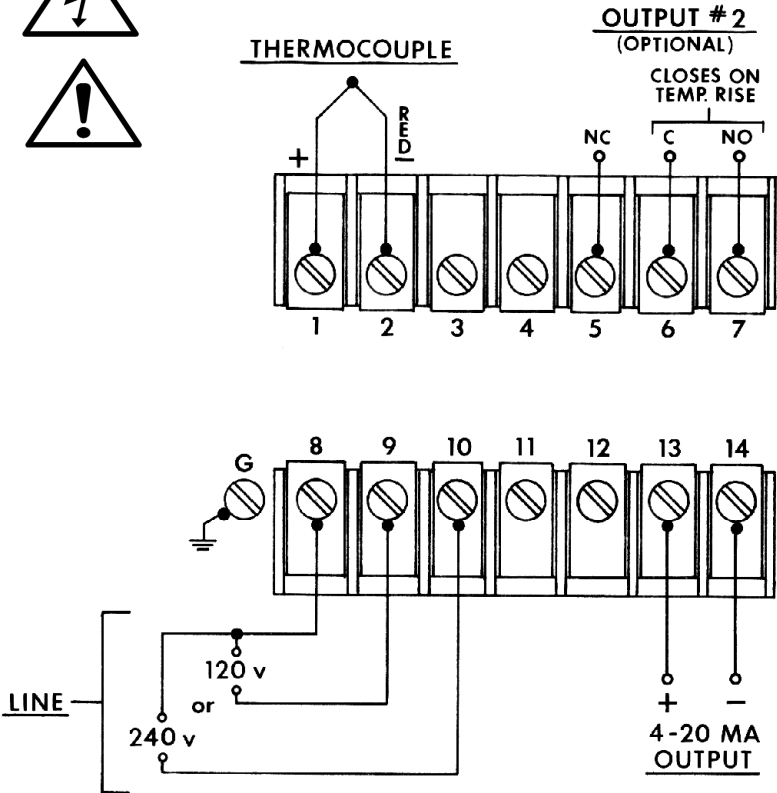 OUTPUT #2
(OPTIONAL)
THERMOCOUPLE
CLOSES ON
TEMP. RISE
RED
+
−
NC
C
NO
1 2 3 4 5 6 7
G
8 9 10 11 12 13 14
120 v
or
240 v
LINE
+ −
4-20 MA
OUTPUT